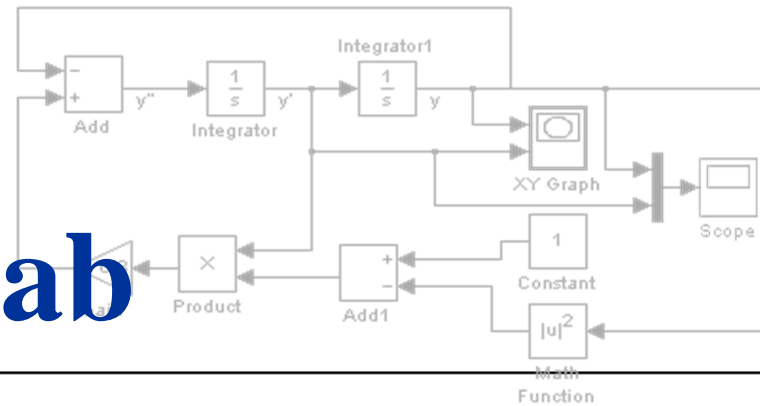 Integrator1
−
+
1
s
1
s
y"
y'
y
Add
Integrator
XY Graph
Scope
ab
×
+
−
1
Constant
Product
Add1
|u|²
Math
Function